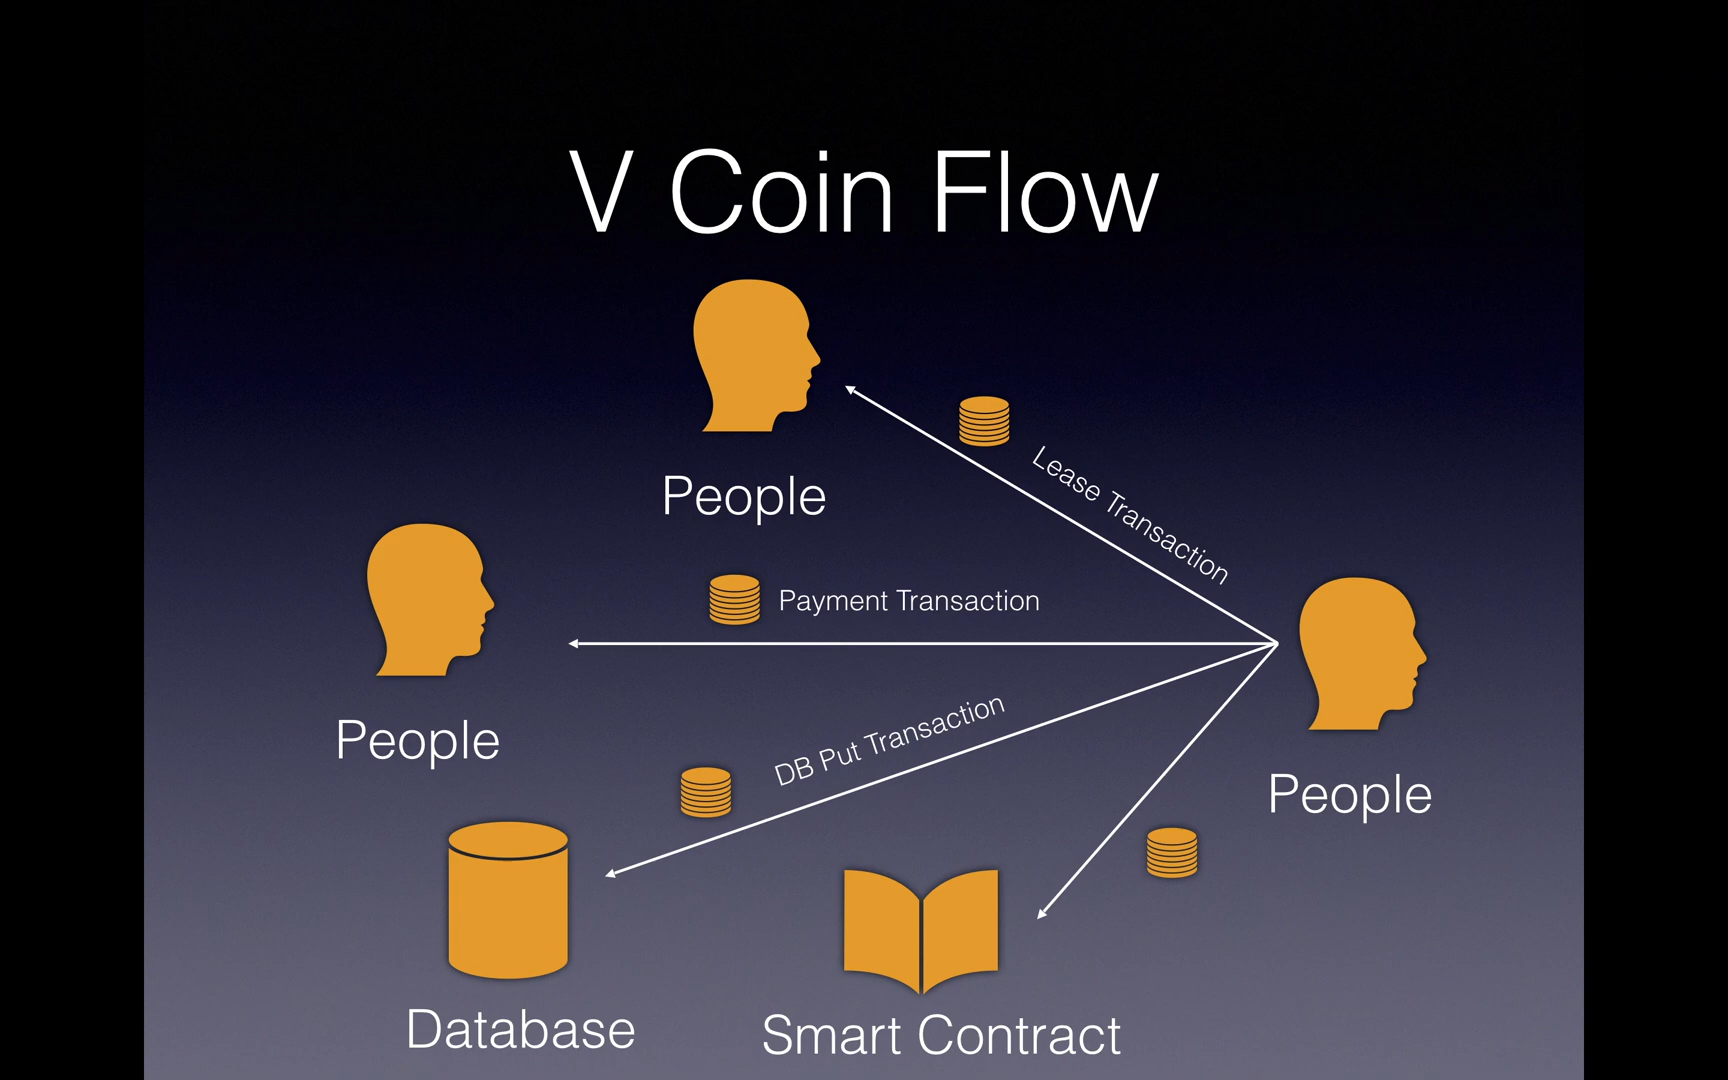 V Coin Flow
People
Lease Transaction
People
Payment Transaction
People
DB Put Transaction
Database
Smart Contract